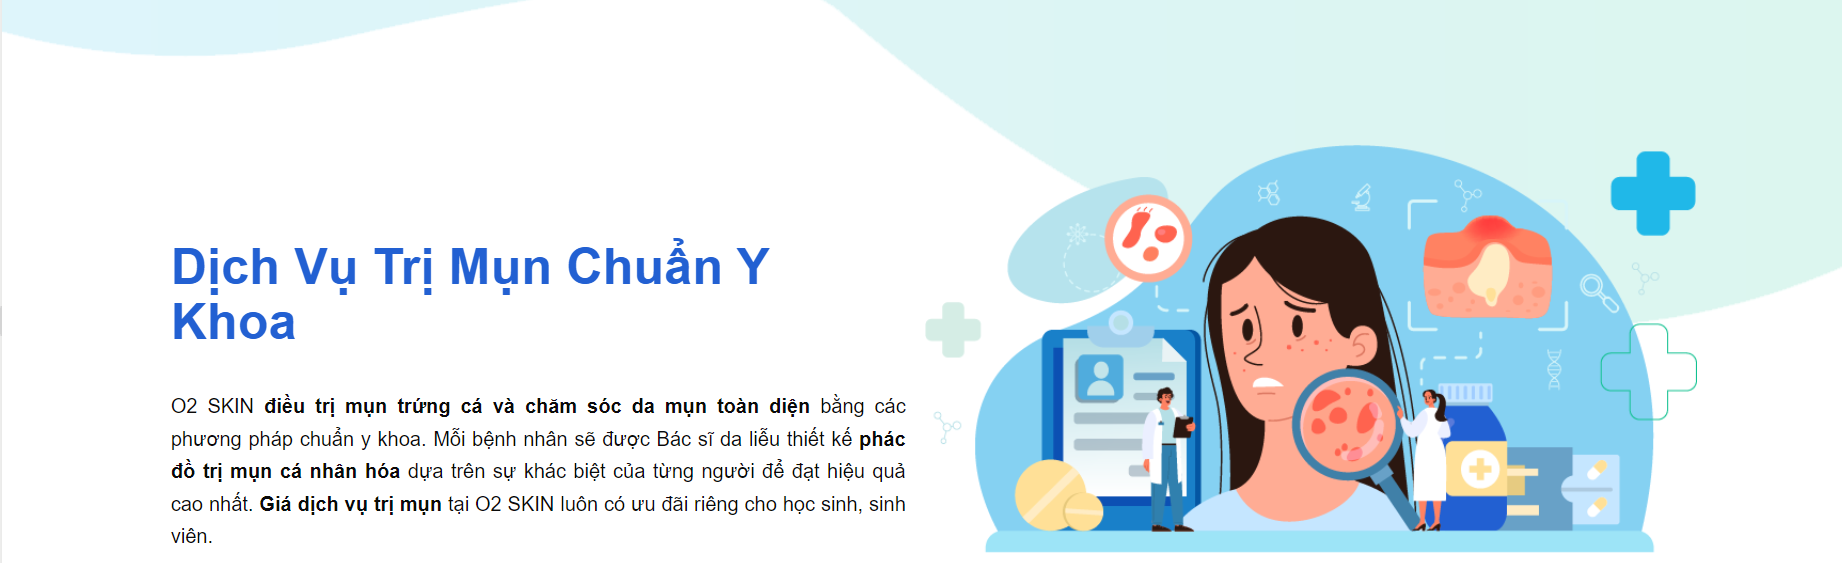 Dịch Vụ Trị Mụn Chuẩn Y
Khoa
O2 SKIN điều trị mụn trứng cá và chăm sóc da mụn toàn diện bằng các
phương pháp chuẩn y khoa. Mỗi bệnh nhân sẽ được Bác sĩ da liễu thiết kế phác
đồ trị mụn cá nhân hóa dựa trên sự khác biệt của từng người để đạt hiệu quả
cao nhất. Giá dịch vụ trị mụn tại O2 SKIN luôn có ưu đãi riêng cho học sinh, sinh
viên.